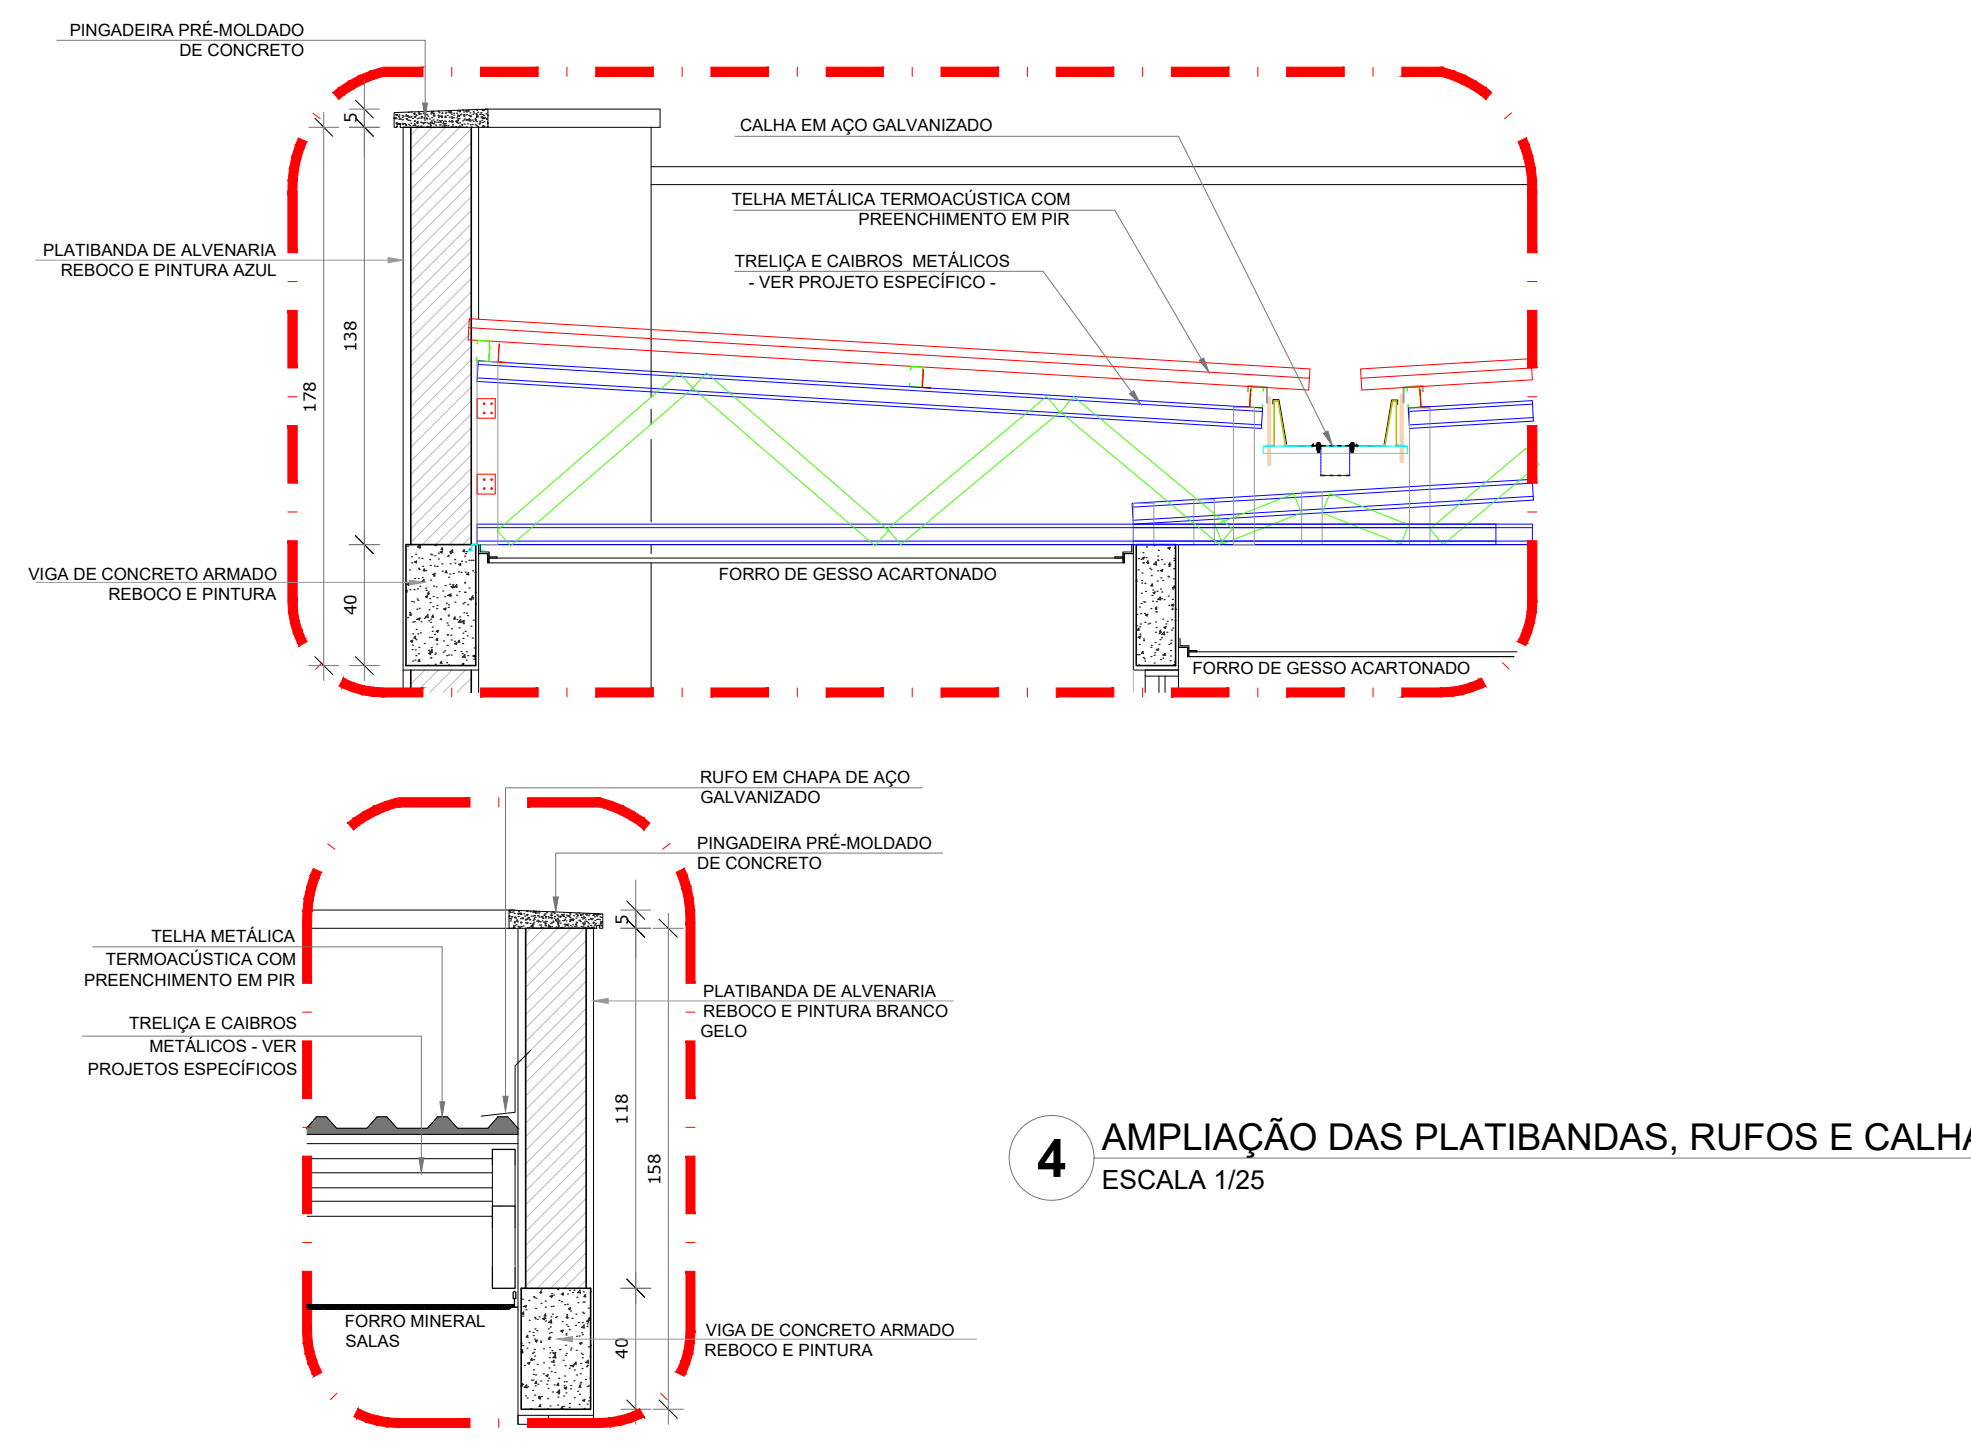 PINGADEIRA PRÉ-MOLDADO
DE CONCRETO
5
CALHA EM AÇO GALVANIZADO
TELHA METÁLICA TERMOACÚSTICA COM
PREENCHIMENTO EM PIR
PLATIBANDA DE ALVENARIA
REBOCO E PINTURA AZUL
TRELIÇA E CAIBROS METÁLICOS
- VER PROJETO ESPECÍFICO -
138
178
VIGA DE CONCRETO ARMADO
REBOCO E PINTURA
40
FORRO DE GESSO ACARTONADO
FORRO DE GESSO ACARTONADO
RUFO EM CHAPA DE AÇO
GALVANIZADO
PINGADEIRA PRÉ-MOLDADO
DE CONCRETO
5
TELHA METÁLICA
TERMOACÚSTICA COM
PREENCHIMENTO EM PIR
PLATIBANDA DE ALVENARIA
REBOCO E PINTURA BRANCO
GELO
TRELIÇA E CAIBROS
METÁLICOS - VER
PROJETOS ESPECÍFICOS
118
158
FORRO MINERAL
SALAS
40
VIGA DE CONCRETO ARMADO
REBOCO E PINTURA
4
AMPLIAÇÃO DAS PLATIBANDAS, RUFOS E CALHA
ESCALA 1/25